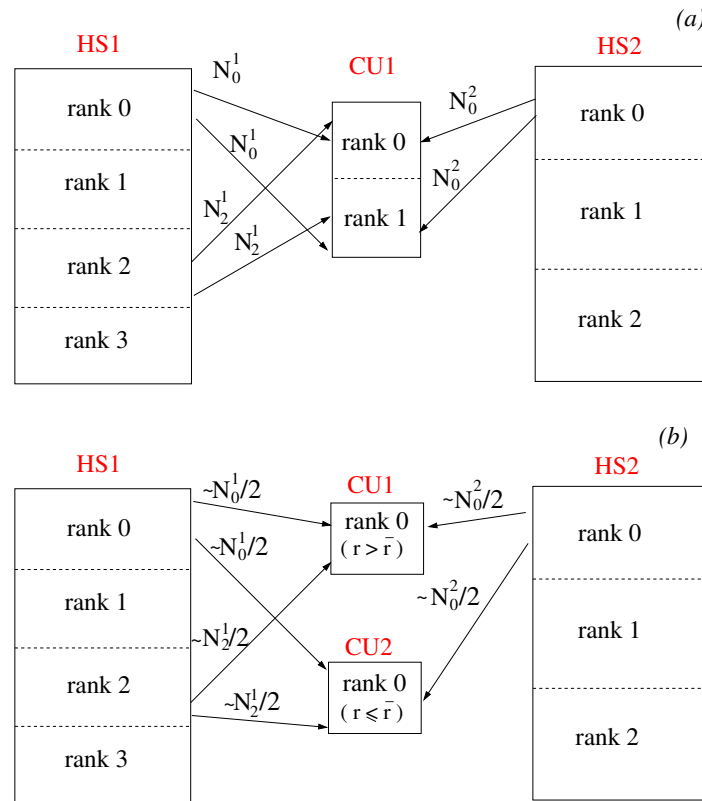 (a)
HS1
CU1
HS2
N_0^1
N_0^1
N_2^1
N_2^1
N_0^2
N_0^2
rank 0
rank 1
rank 2
rank 3
rank 0
rank 1
rank 0
rank 1
rank 2
(b)
HS1
CU1
HS2
~N_0^1/2
~N_0^1/2
~N_2^1/2
~N_2^1/2
~N_0^2/2
~N_0^2/2
rank 0
rank 1
rank 2
rank 3
rank 0
( r > r̄ )
CU2
rank 0
( r ⩽ r̄ )
rank 0
rank 1
rank 2